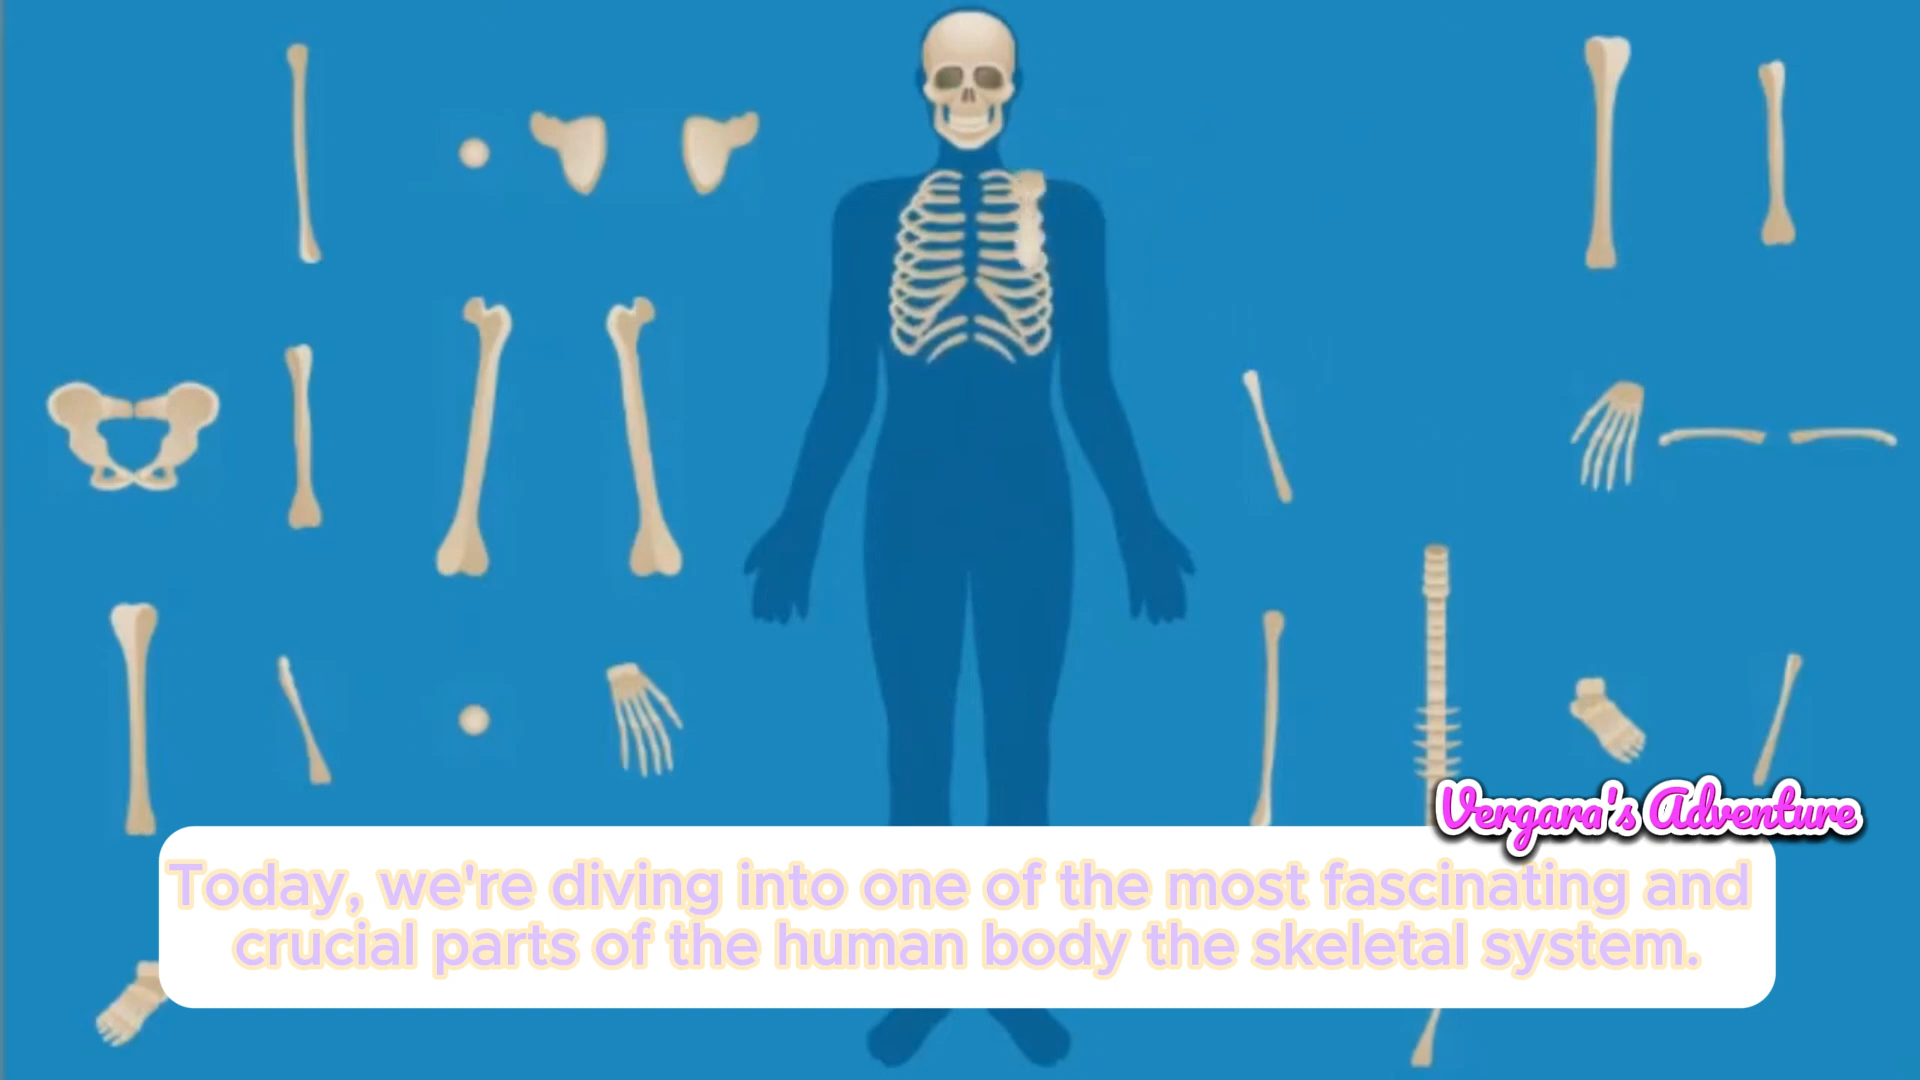 Vergara's Adventure
Today, we're diving into one of the most fascinating and
crucial parts of the human body the skeletal system.